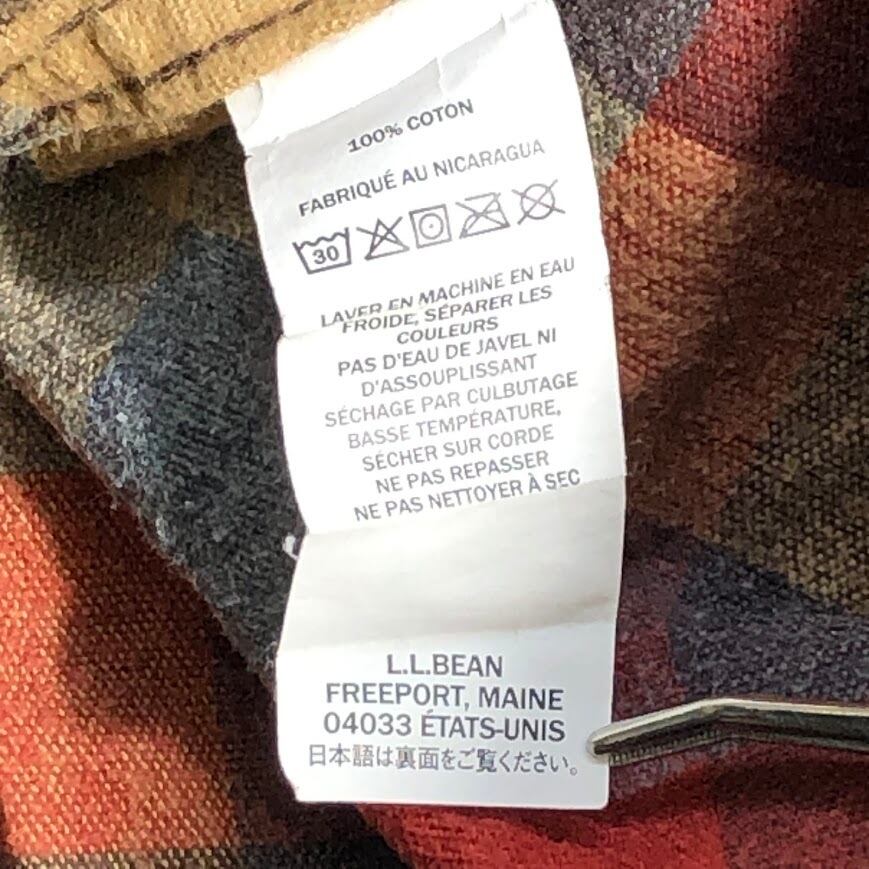 100% COTON
FABRIQUÉ AU NICARAGUA
30
LAVER EN MACHINE EN EAU
FROIDE, SÉPARER LES
COULEURS
PAS D'EAU DE JAVEL NI
D'ASSOUPLISSANT
SÉCHAGE PAR CULBUTAGE
BASSE TEMPÉRATURE,
SÉCHER SUR CORDE
NE PAS REPASSER
NE PAS NETTOYER À SEC
L.L.BEAN
FREEPORT, MAINE
04033 ÉTATS-UNIS
日本語は裏面をご覧ください。